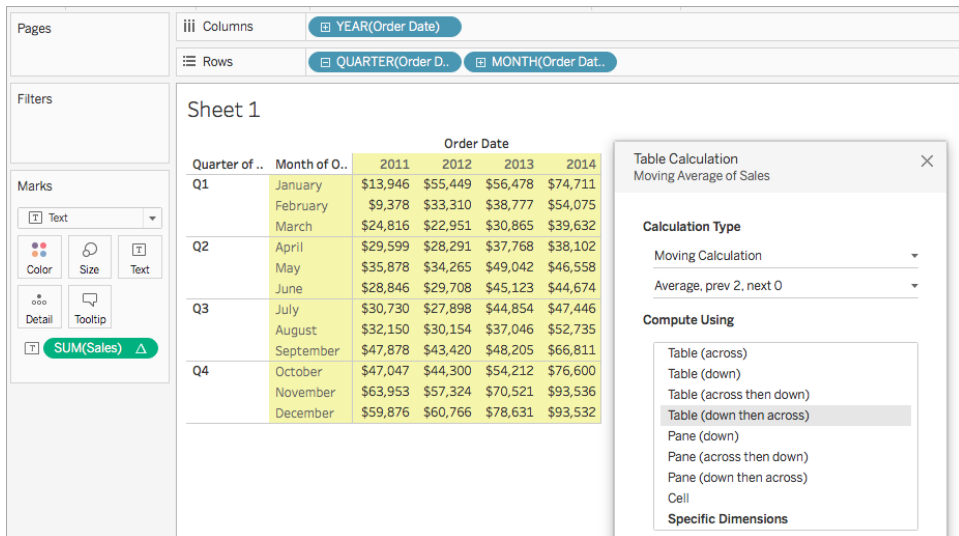 Pages
iii Columns
YEAR(Order Date)
Rows
QUARTER(Order D..
MONTH(Order Dat..
Filters
Sheet 1
Order Date
Quarter of .. Month of O.. 2011 2012 2013 2014
Q1 January $13,946 $55,449 $56,478 $74,711
February $9,378 $33,310 $38,777 $54,075
March $24,816 $22,951 $30,865 $39,632
Q2 April $29,599 $28,291 $37,768 $38,102
May $35,878 $34,265 $49,042 $46,558
June $28,846 $29,708 $45,123 $44,674
Q3 July $30,730 $27,898 $44,854 $47,446
August $32,150 $30,154 $37,046 $52,735
September $47,878 $43,420 $48,205 $66,811
Q4 October $47,047 $44,300 $54,212 $76,600
November $63,953 $57,324 $70,521 $93,536
December $59,876 $60,766 $78,631 $93,532
Marks
T Text
Color Size T Text
Detail Tooltip
T SUM(Sales) Δ
Table Calculation
Moving Average of Sales
Calculation Type
Moving Calculation
Average, prev 2, next 0
Compute Using
Table (across)
Table (down)
Table (across then down)
Table (down then across)
Pane (down)
Pane (across then down)
Pane (down then across)
Cell
Specific Dimensions